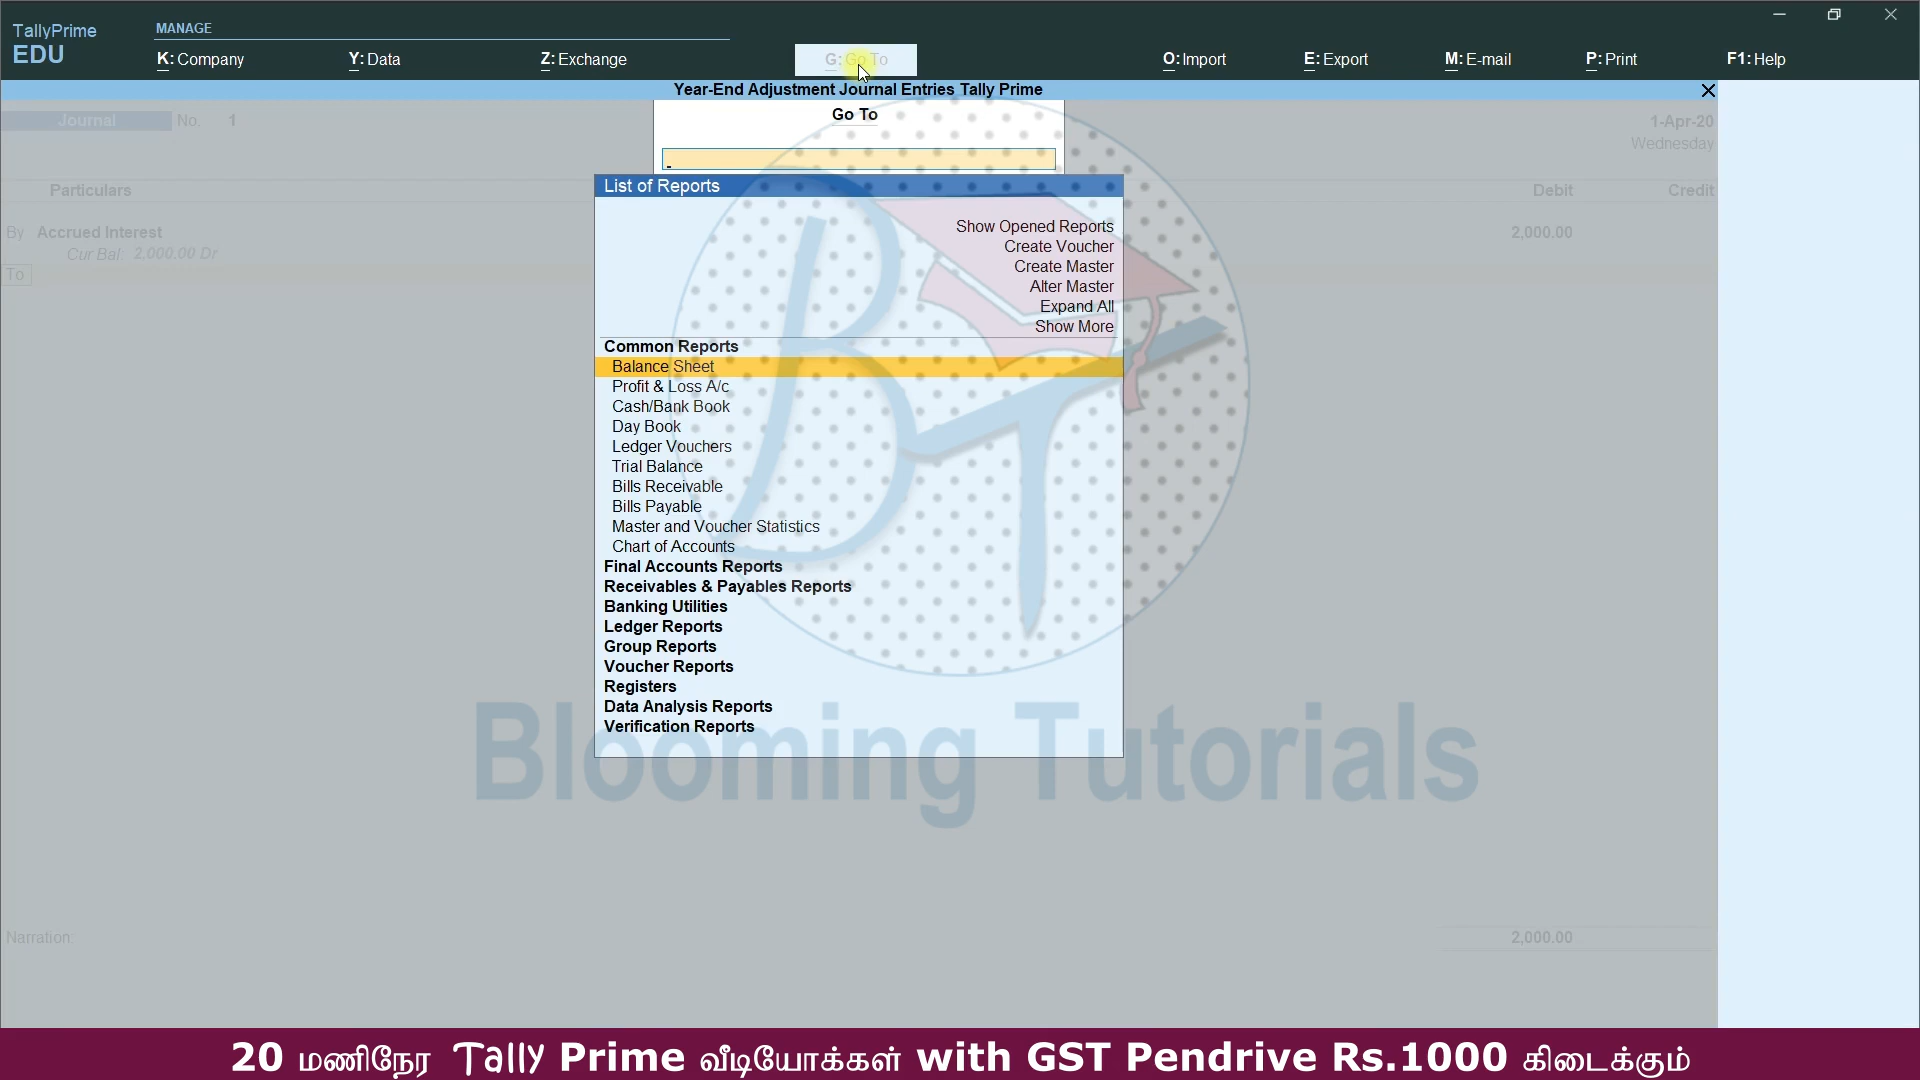 TallyPrime
EDU
MANAGE
K: Company
Y: Data
Z: Exchange
G: Go To
O: Import
E: Export
M: E-mail
P: Print
F1: Help
Year-End Adjustment Journal Entries Tally Prime
Journal No. 1
1-Apr-20
Wednesday
Particulars
Debit
Credit
By Accrued Interest
2,000.00
Cur Bal: 2,000.00 Dr
To
Go To
List of Reports
Show Opened Reports
Create Voucher
Create Master
Alter Master
Expand All
Show More
Common Reports
Balance Sheet
Profit & Loss A/c
Cash/Bank Book
Day Book
Ledger Vouchers
Trial Balance
Bills Receivable
Bills Payable
Master and Voucher Statistics
Chart of Accounts
Final Accounts Reports
Receivables & Payables Reports
Banking Utilities
Ledger Reports
Group Reports
Voucher Reports
Registers
Data Analysis Reports
Verification Reports
BT
Blooming Tutorials
Narration:
2,000.00
20 மணிநேர Tally Prime வீடியோக்கள் with GST Pendrive Rs.1000 கிடைக்கும்